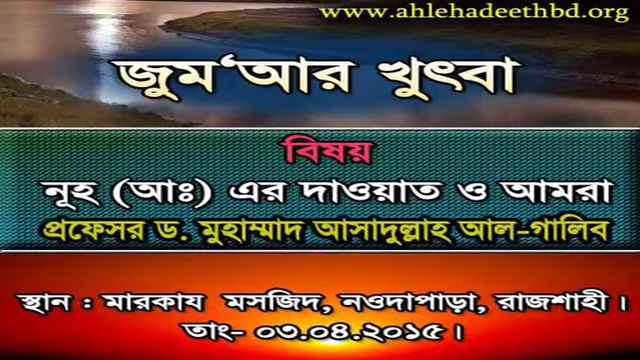 www.ahlehadeethbd.org
জুম‘আর খুৎবা
বিষয়
নূহ (আঃ) এর দাওয়াত ও আমরা
প্রফেসর ড. মুহাম্মাদ আসাদুল্লাহ আল-গালিব
স্থান : মারকায মসজিদ, নওদাপাড়া, রাজশাহী।
তাং- ০৩.০৪.২০১৫।